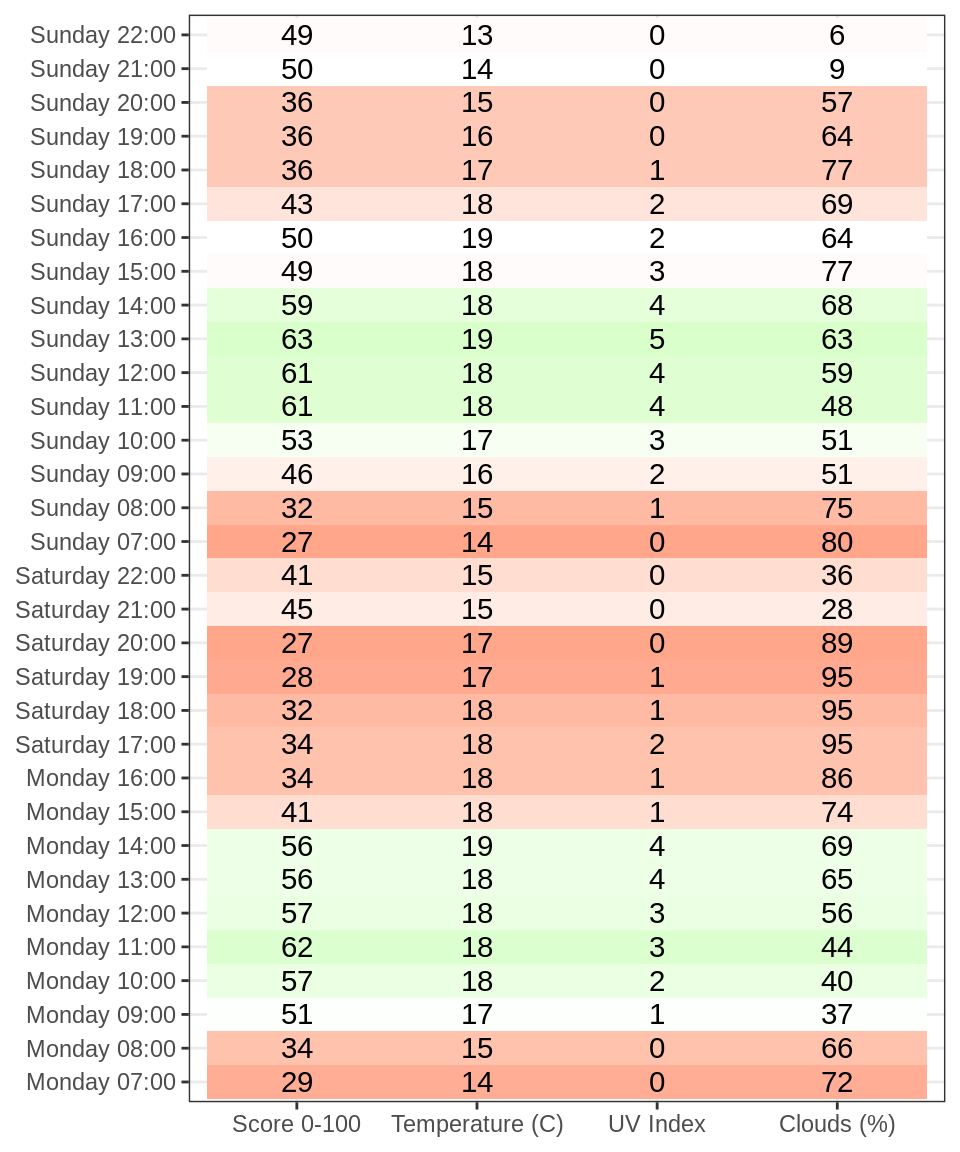 Sunday 22:00 49 13 0 6
Sunday 21:00 50 14 0 9
Sunday 20:00 36 15 0 57
Sunday 19:00 36 16 0 64
Sunday 18:00 36 17 1 77
Sunday 17:00 43 18 2 69
Sunday 16:00 50 19 2 64
Sunday 15:00 49 18 3 77
Sunday 14:00 59 18 4 68
Sunday 13:00 63 19 5 63
Sunday 12:00 61 18 4 59
Sunday 11:00 61 18 4 48
Sunday 10:00 53 17 3 51
Sunday 09:00 46 16 2 51
Sunday 08:00 32 15 1 75
Sunday 07:00 27 14 0 80
Saturday 22:00 41 15 0 36
Saturday 21:00 45 15 0 28
Saturday 20:00 27 17 0 89
Saturday 19:00 28 17 1 95
Saturday 18:00 32 18 1 95
Saturday 17:00 34 18 2 95
Monday 16:00 34 18 1 86
Monday 15:00 41 18 1 74
Monday 14:00 56 19 4 69
Monday 13:00 56 18 4 65
Monday 12:00 57 18 3 56
Monday 11:00 62 18 3 44
Monday 10:00 57 18 2 40
Monday 09:00 51 17 1 37
Monday 08:00 34 15 0 66
Monday 07:00 29 14 0 72
Score 0-100 Temperature (C) UV Index Clouds (%)